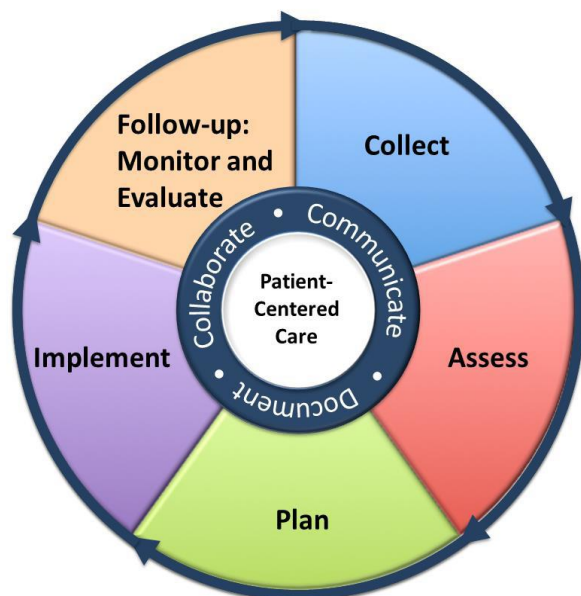 Follow-up:
Monitor and
Evaluate
Collect
Assess
Plan
Implement
Collaborate • Communicate • Document •
Patient-
Centered
Care